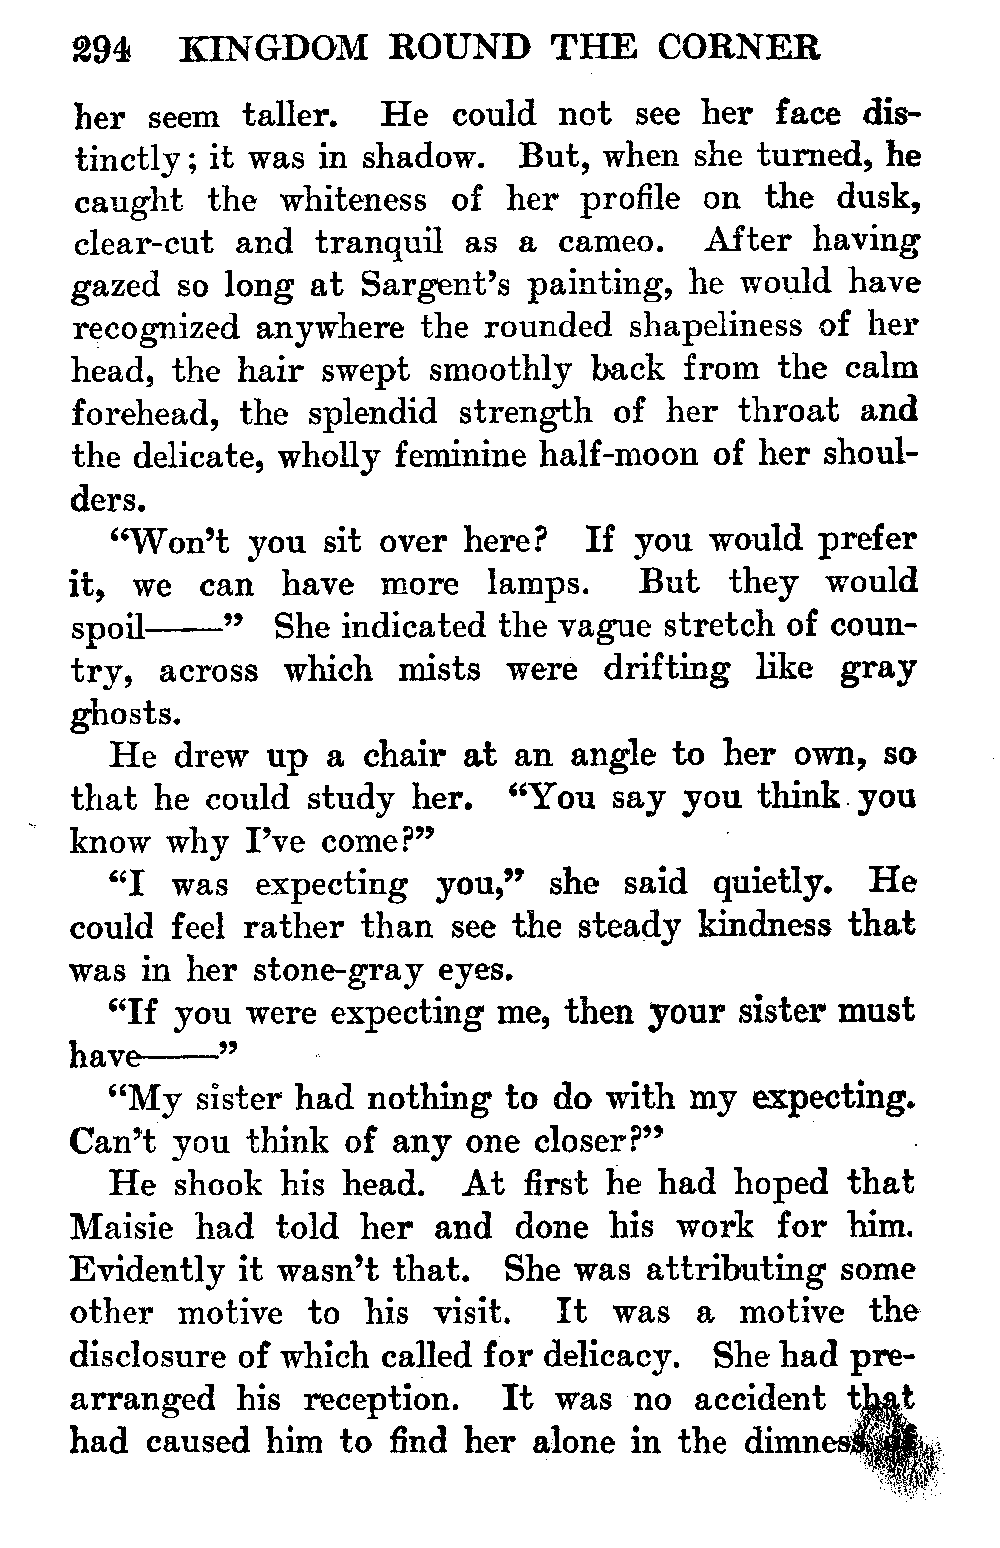 294 KINGDOM ROUND THE CORNER
her seem taller. He could not see her face dis-
tinctly; it was in shadow. But, when she turned, he
caught the whiteness of her profile on the dusk,
clear-cut and tranquil as a cameo. After having
gazed so long at Sargent's painting, he would have
recognized anywhere the rounded shapeliness of her
head, the hair swept smoothly back from the calm
forehead, the splendid strength of her throat and
the delicate, wholly feminine half-moon of her shoul-
ders.
"Won't you sit over here? If you would prefer
it, we can have more lamps. But they would
spoil——" She indicated the vague stretch of coun-
try, across which mists were drifting like gray
ghosts.
He drew up a chair at an angle to her own, so
that he could study her. "You say you think you
know why I've come?"
"I was expecting you," she said quietly. He
could feel rather than see the steady kindness that
was in her stone-gray eyes.
"If you were expecting me, then your sister must
have——"
"My sister had nothing to do with my expecting.
Can't you think of any one closer?"
He shook his head. At first he had hoped that
Maisie had told her and done his work for him.
Evidently it wasn't that. She was attributing some
other motive to his visit. It was a motive the
disclosure of which called for delicacy. She had pre-
arranged his reception. It was no accident that
had caused him to find her alone in the dimness of